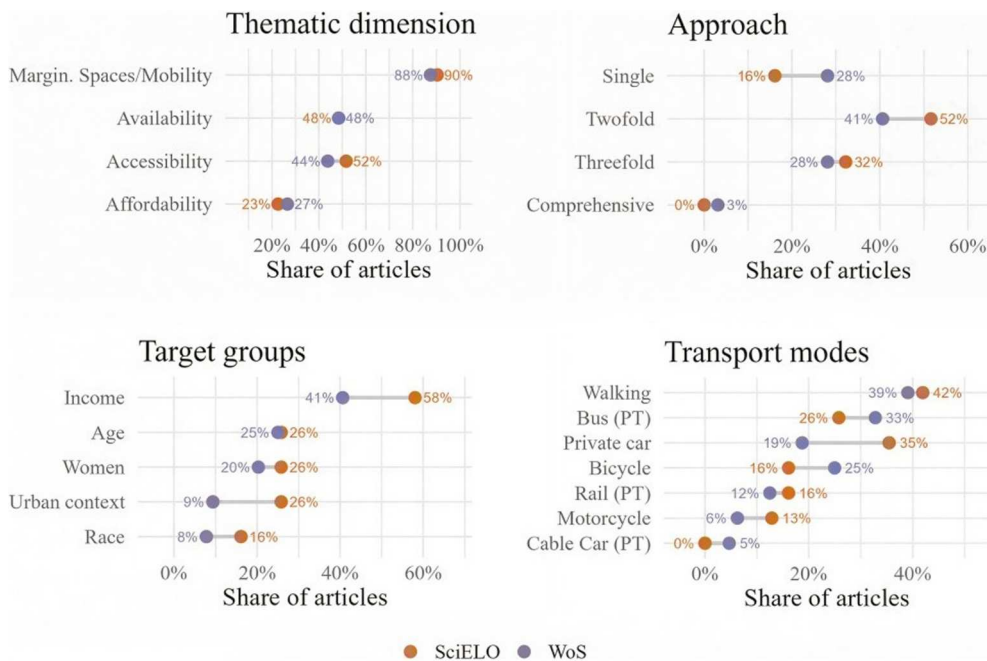 Thematic dimension
Margin. Spaces/Mobility 88% 90%
Availability 48% 48%
Accessibility 44% 52%
Affordability 23% 27%
20% 40% 60% 80% 100%
Share of articles
Approach
Single 16% 28%
Twofold 41% 52%
Threefold 28% 32%
Comprehensive 0% 3%
0% 20% 40% 60%
Share of articles
Target groups
Income 41% 58%
Age 25% 26%
Women 20% 26%
Urban context 9% 26%
Race 8% 16%
0% 20% 40% 60%
Share of articles
Transport modes
Walking 39% 42%
Bus (PT) 26% 33%
Private car 19% 35%
Bicycle 16% 25%
Rail (PT) 12% 16%
Motorcycle 6% 13%
Cable Car (PT) 0% 5%
0% 20% 40%
Share of articles
SciELO WoS